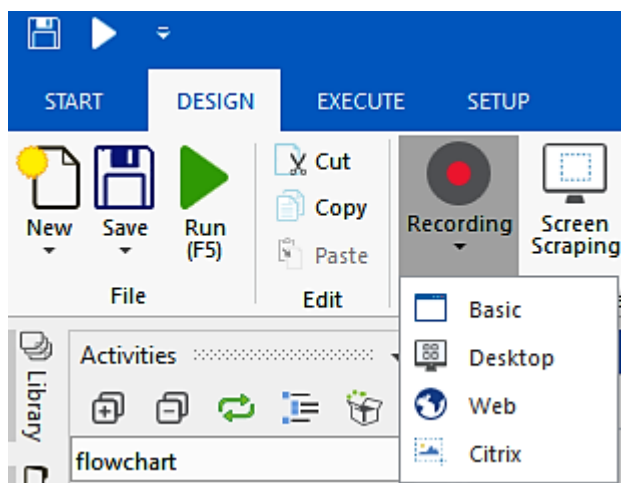 START DESIGN EXECUTE SETUP
New Save Run (F5)
Cut
Copy
Paste
Recording
Screen Scraping
File
Edit
Basic
Desktop
Web
Citrix
Library
Activities
flowchart